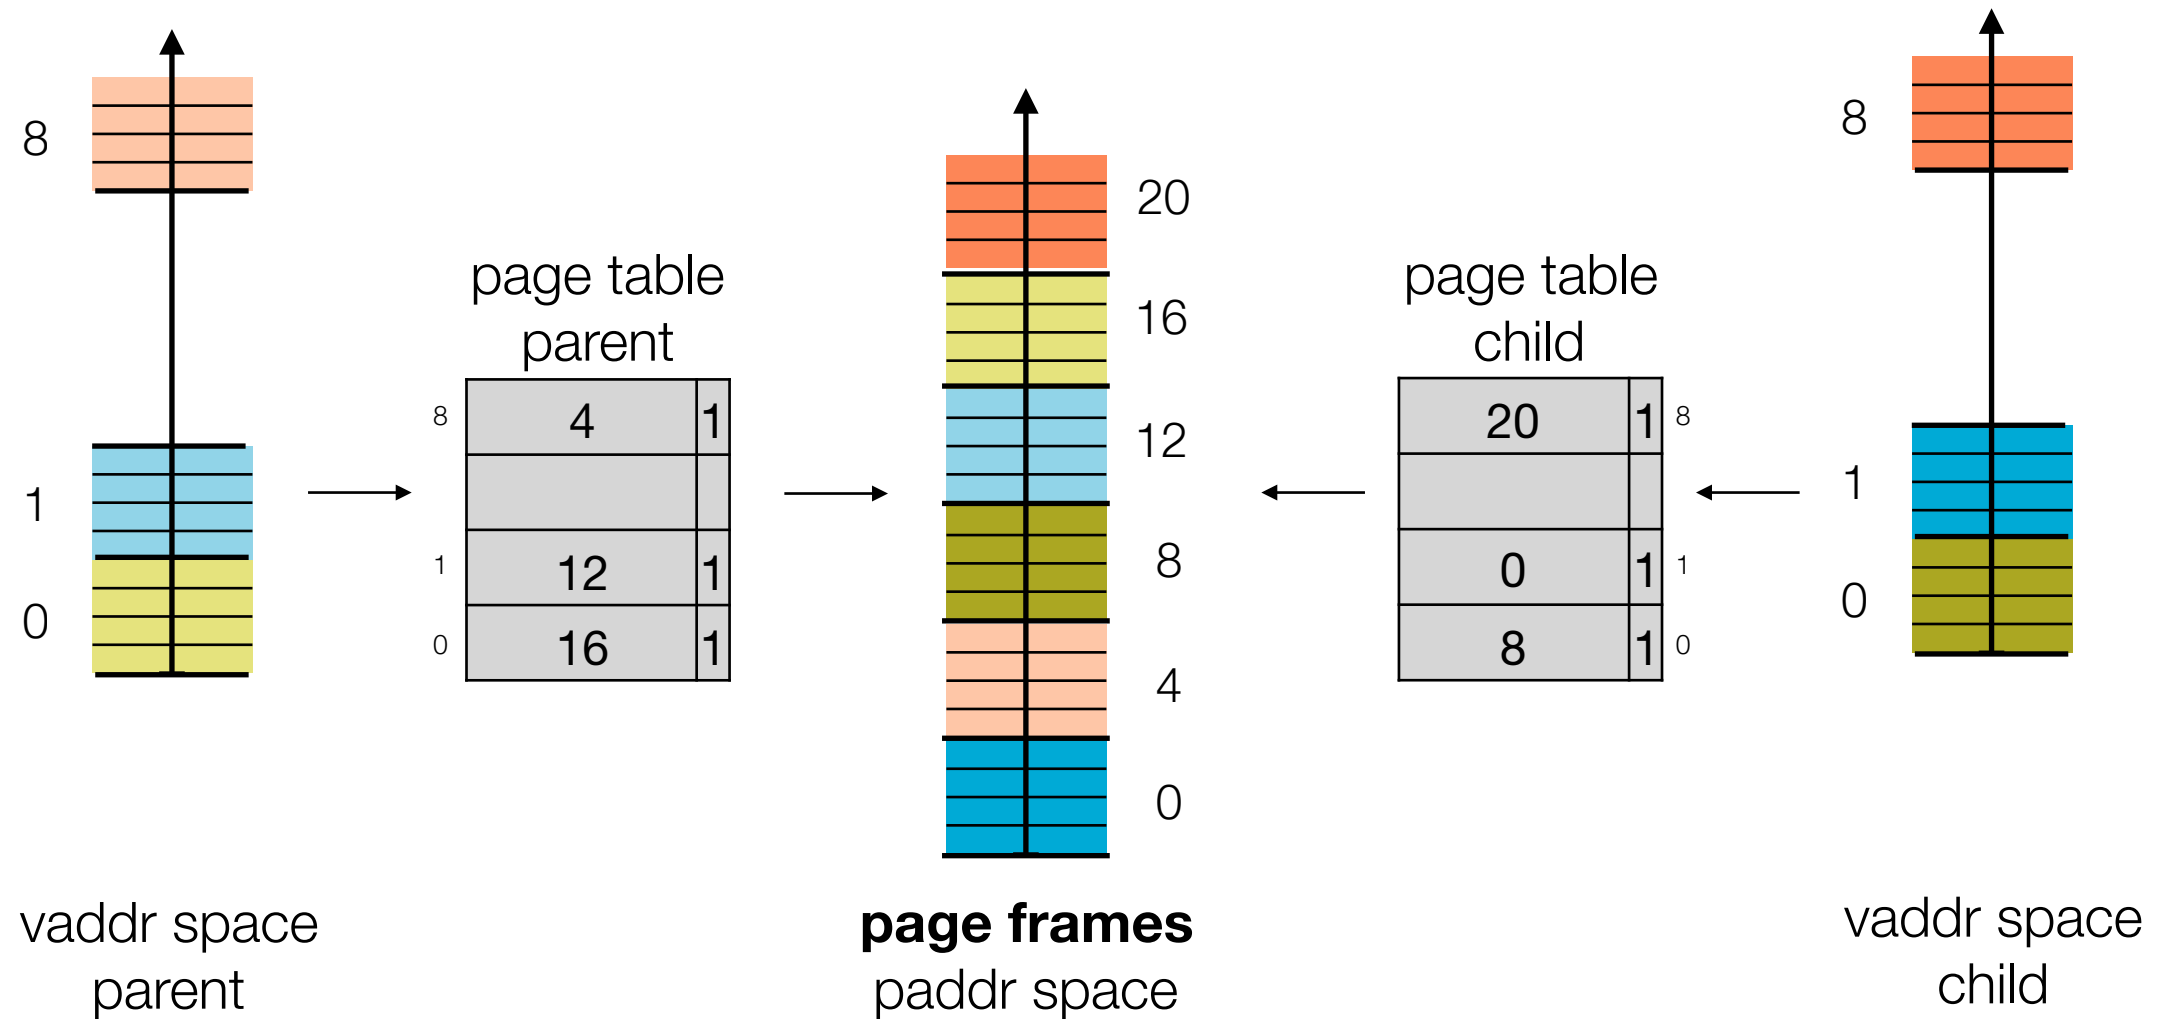 8
1
0
vaddr space
parent
page table
parent
8 4 1
1 12 1
0 16 1
20
16
12
8
4
0
page frames
paddr space
page table
child
20 1 8
0 1 1
8 1 0
8
1
0
vaddr space
child